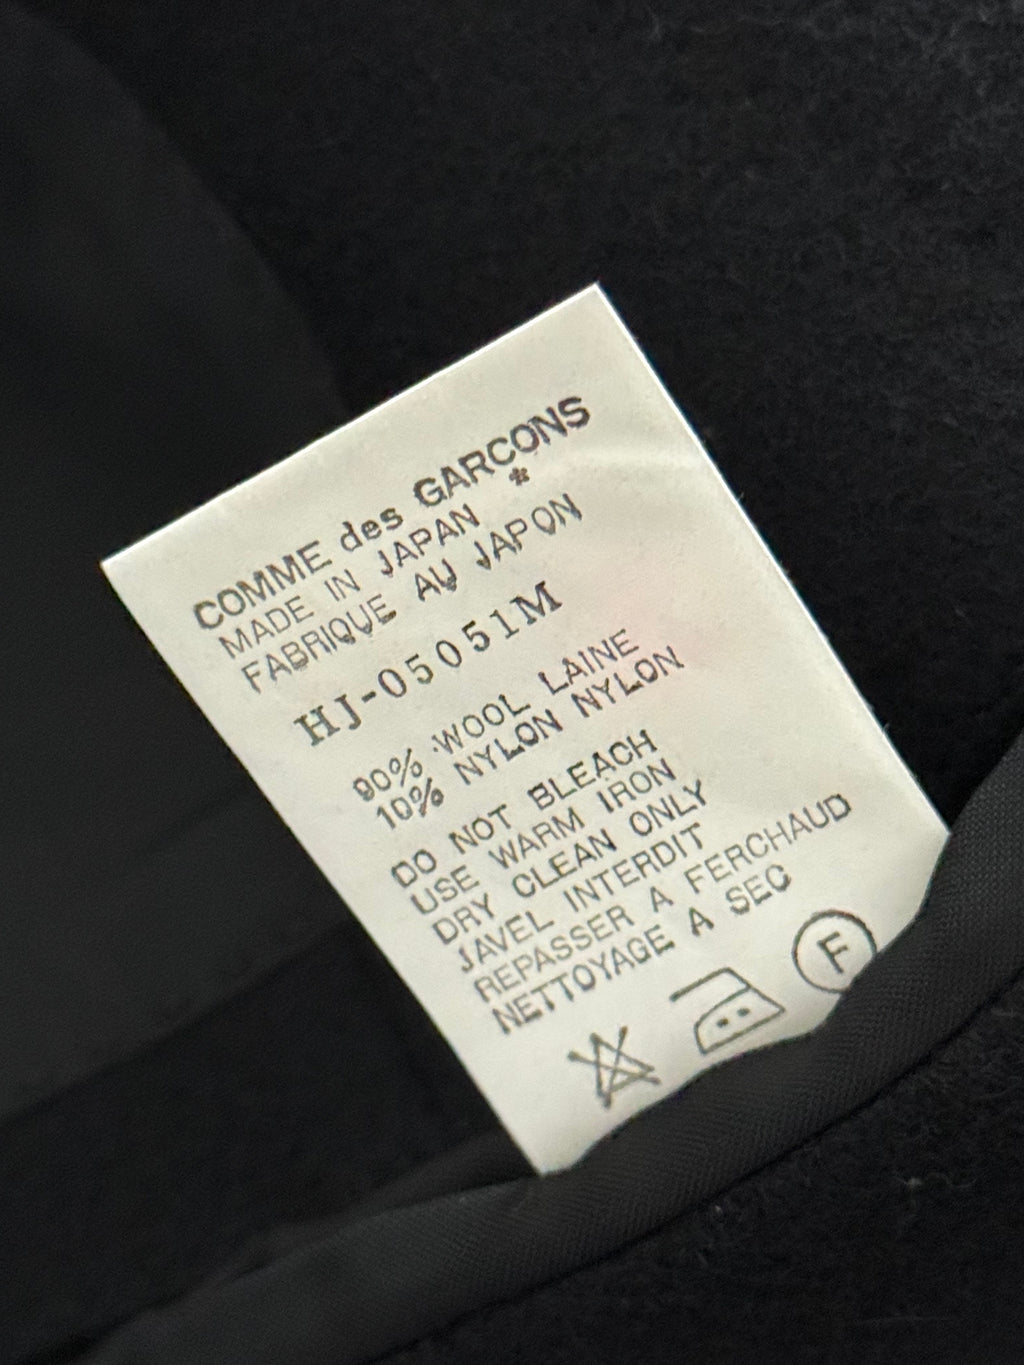 COMME des GARCONS
*
MADE IN JAPAN
FABRIQUE AU JAPON
HJ-05051M
90% WOOL LAINE
10% NYLON NYLON
DO NOT BLEACH
USE WARM IRON
DRY CLEAN ONLY
JAVEL INTERDIT
REPASSER A FERCHAUD
NETTOYAGE A SEC
F